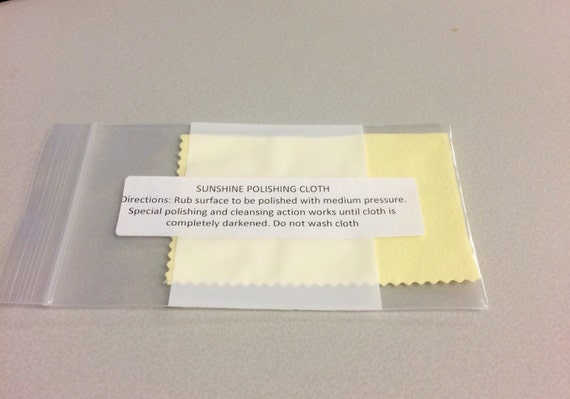 SUNSHINE POLISHING CLOTH
Directions: Rub surface to be polished with medium pressure.
Special polishing and cleansing action works until cloth is
completely darkened. Do not wash cloth